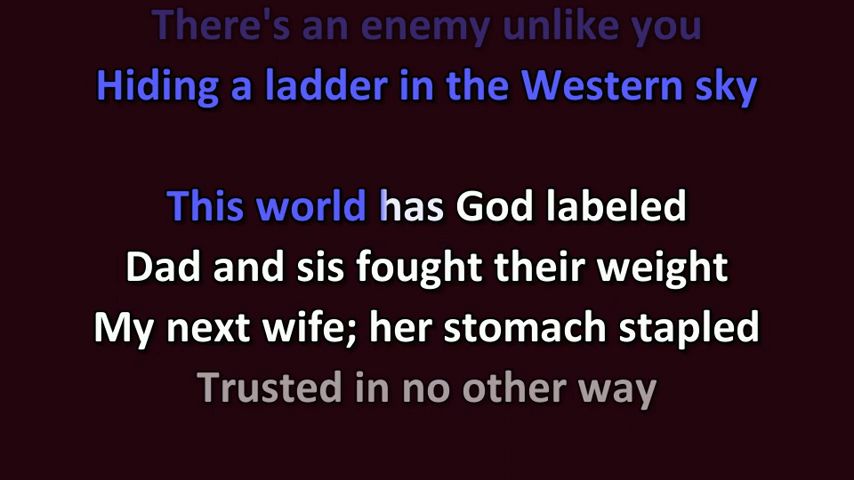 There's an enemy unlike you
Hiding a ladder in the Western sky
This world has God labeled
Dad and sis fought their weight
My next wife; her stomach stapled
Trusted in no other way